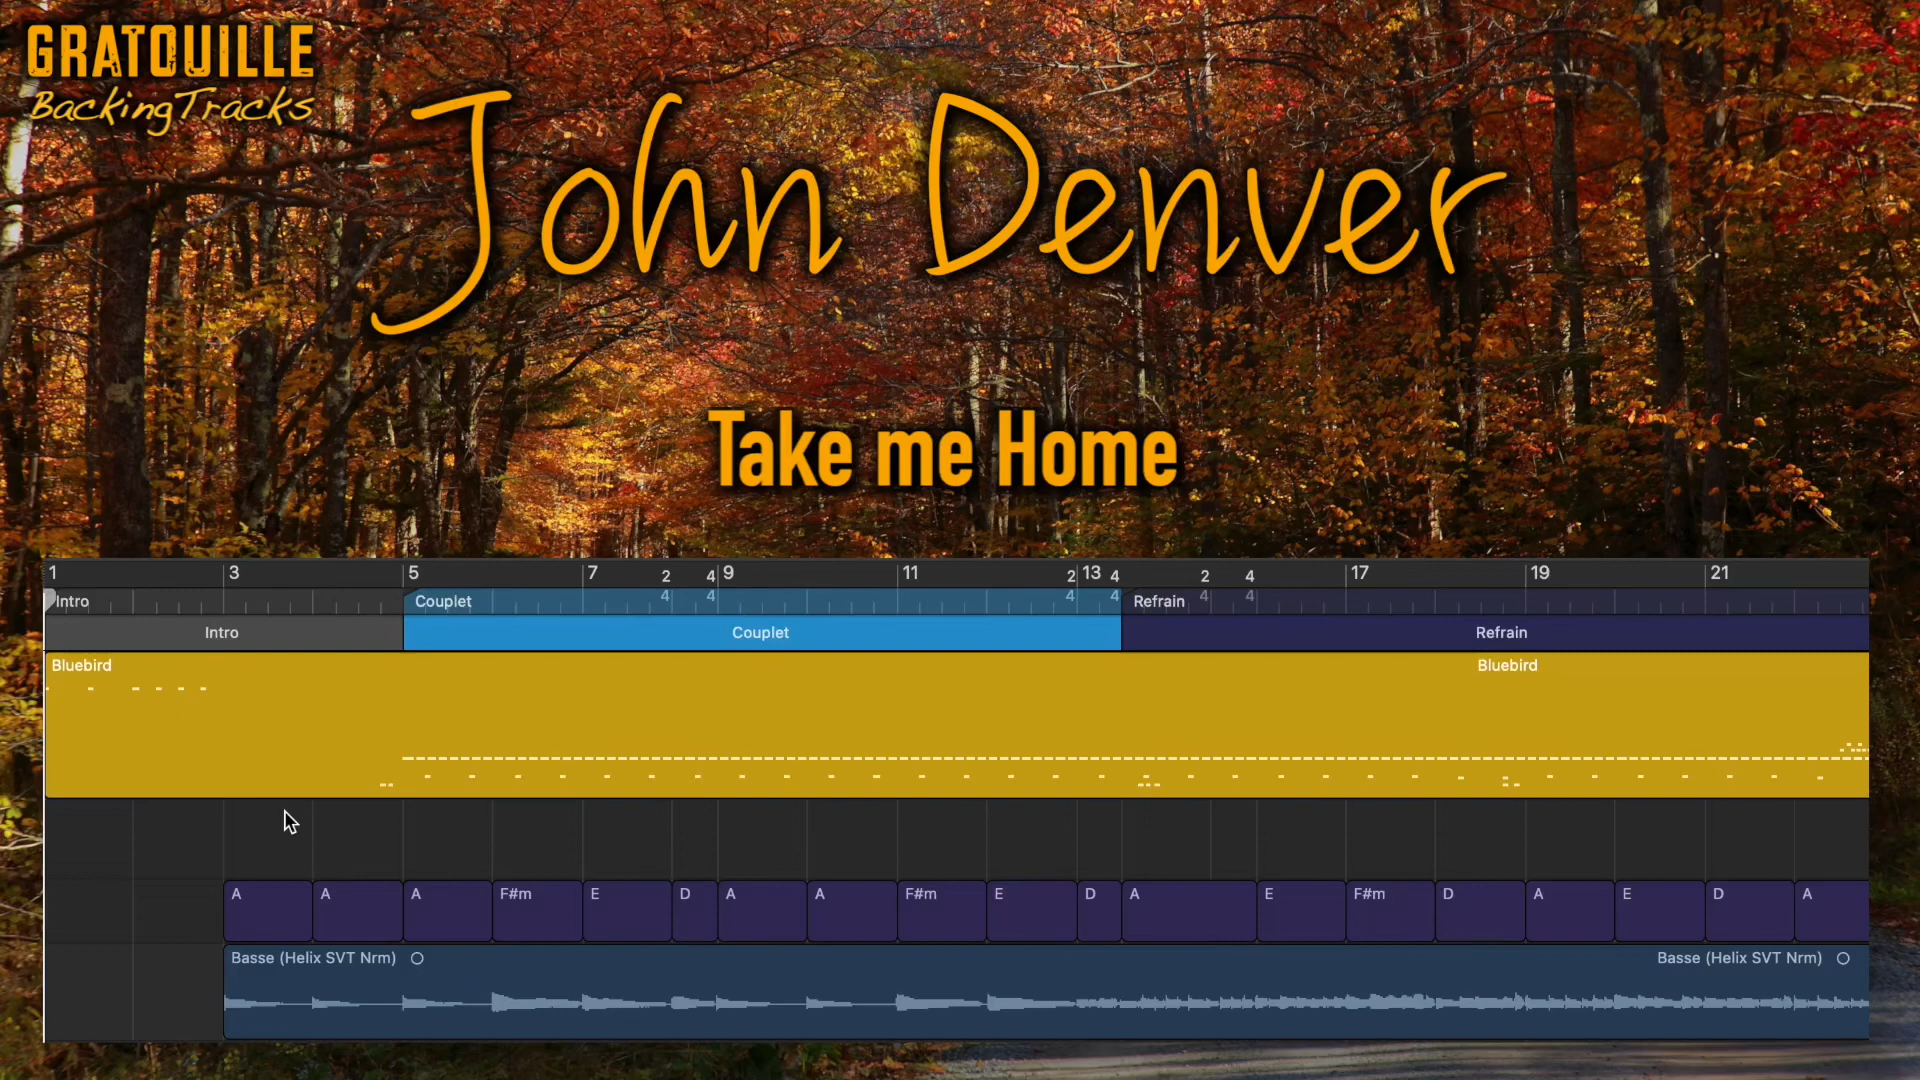 GRATOUILLE
BackingTracks
John Denver
Take me Home
1 3 5 7 2 4 9 11 2 13 4 2 4 17 19 21
Intro Couplet 4 4 4 4 Refrain 4 4
Intro Couplet Refrain
Bluebird Bluebird
A A A F#m E D A A F#m E D A E F#m D A E D A
Basse (Helix SVT Nrm) Basse (Helix SVT Nrm)